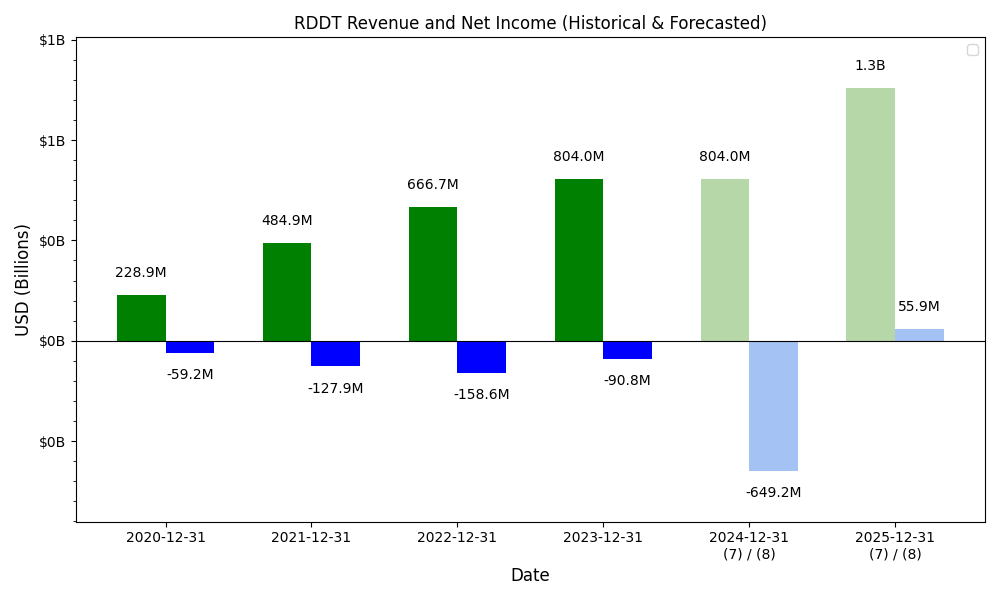 RDDT Revenue and Net Income (Historical & Forecasted)
$1B
1.3B
$1B
804.0M
804.0M
666.7M
484.9M
$0B
228.9M
55.9M
$0B
-59.2M
-127.9M
-158.6M
-90.8M
$0B
-649.2M
USD (Billions)
2020-12-31
2021-12-31
2022-12-31
2023-12-31
2024-12-31
(7) / (8)
2025-12-31
(7) / (8)
Date